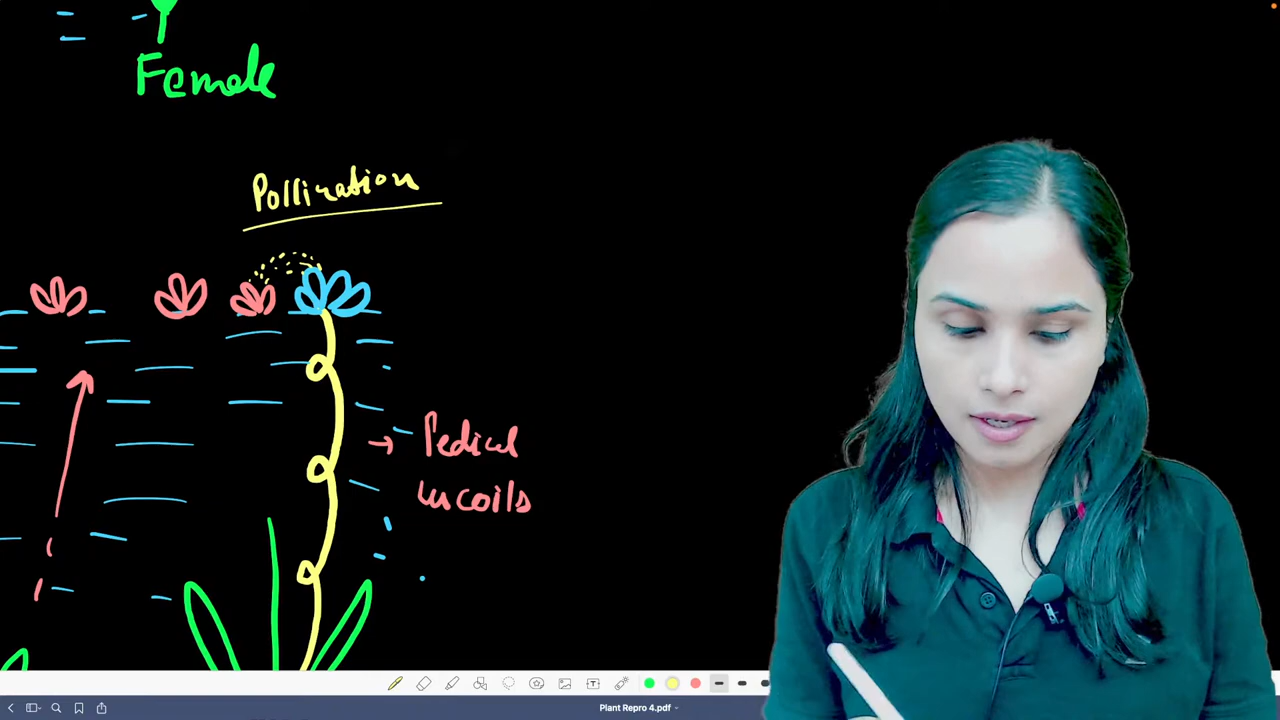 Female
Pollination
Pedicel
uncoils
Plant Repro 4.pdf